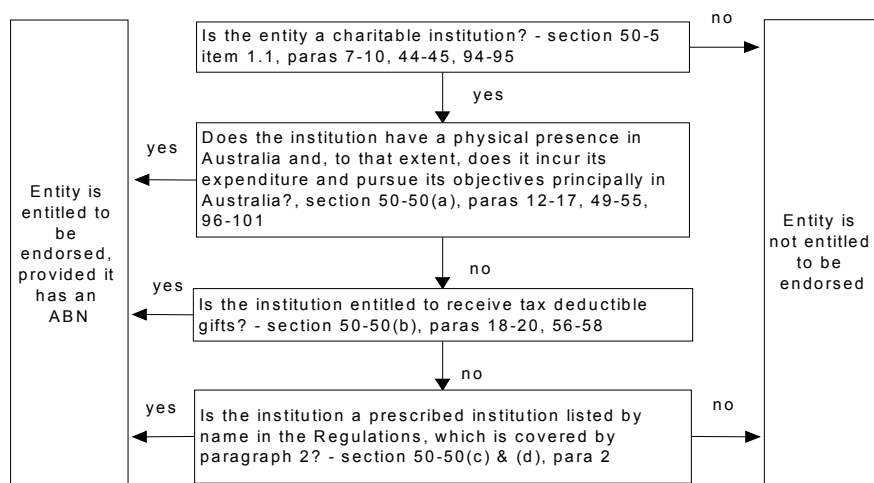 Is the entity a charitable institution? - section 50-5
item 1.1, paras 7-10, 44-45, 94-95
no
yes
Does the institution have a physical presence in
Australia and, to that extent, does it incur its
expenditure and pursue its objectives principally in
Australia?, section 50-50(a), paras 12-17, 49-55,
96-101
yes
Entity is
entitled to
be
endorsed,
provided it
has an
ABN
Entity is
not entitled
to be
endorsed
no
yes
Is the institution entitled to receive tax deductible
gifts? - section 50-50(b), paras 18-20, 56-58
no
yes
Is the institution a prescribed institution listed by
name in the Regulations, which is covered by
paragraph 2? - section 50-50(c) & (d), para 2
no